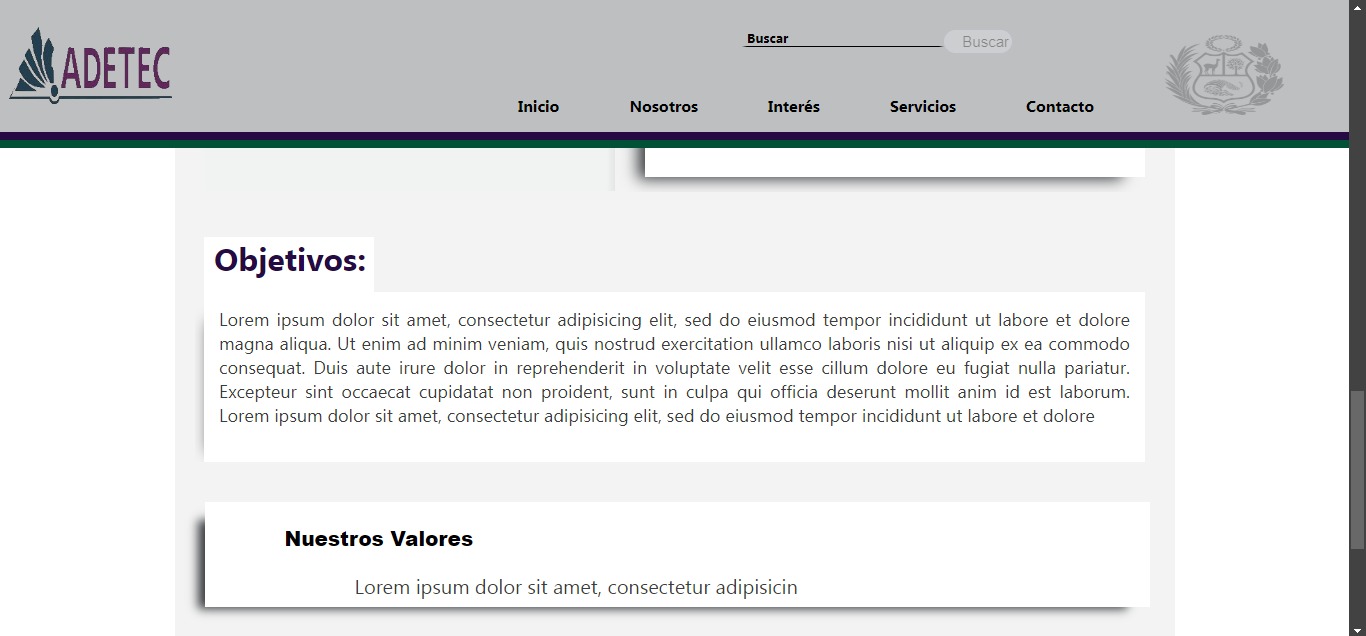 ADETEC
Buscar
Buscar
Inicio Nosotros Interés Servicios Contacto
Objetivos:
Lorem ipsum dolor sit amet, consectetur adipisicing elit, sed do eiusmod tempor incididunt ut labore et dolore
magna aliqua. Ut enim ad minim veniam, quis nostrud exercitation ullamco laboris nisi ut aliquip ex ea commodo
consequat. Duis aute irure dolor in reprehenderit in voluptate velit esse cillum dolore eu fugiat nulla pariatur.
Excepteur sint occaecat cupidatat non proident, sunt in culpa qui officia deserunt mollit anim id est laborum.
Lorem ipsum dolor sit amet, consectetur adipisicing elit, sed do eiusmod tempor incididunt ut labore et dolore
Nuestros Valores
Lorem ipsum dolor sit amet, consectetur adipisicin